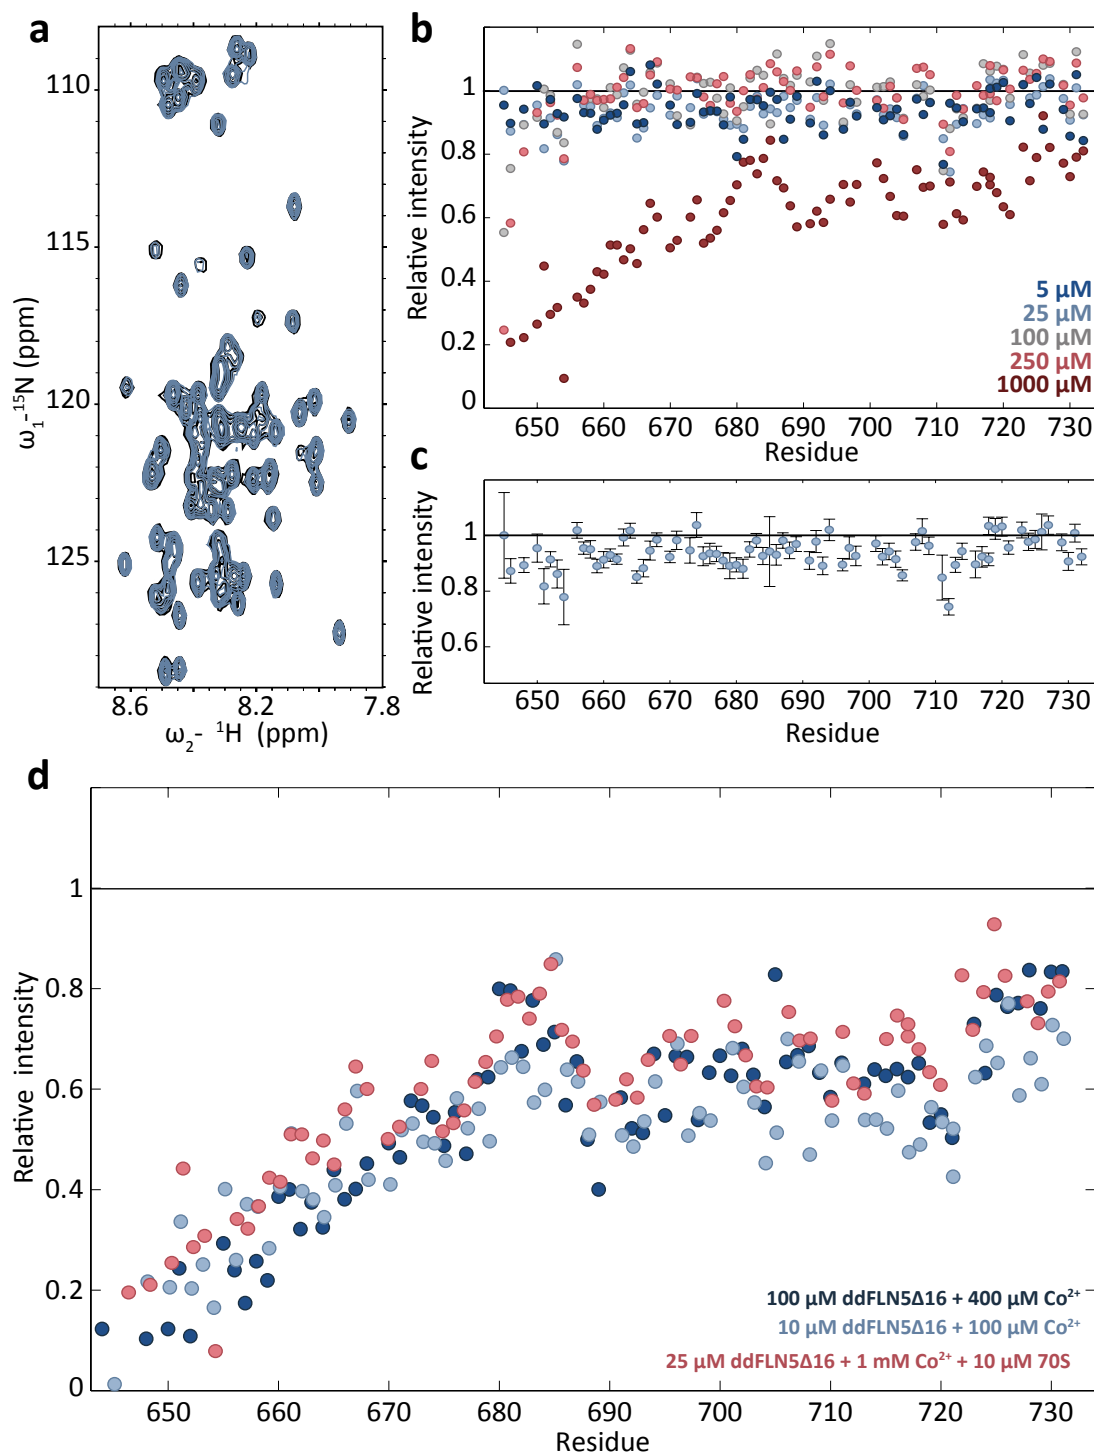 a
110
115
120
125
ω1-15N (ppm)
8.6
8.2
7.8
ω2- 1H (ppm)
b
1
0.8
0.6
0.4
0.2
0
Relative intensity
5 µM
25 µM
100 µM
250 µM
1000 µM
650 660 670 680 690 700 710 720 730
Residue
c
1
0.8
0.6
Relative intensity
650 660 670 680 690 700 710 720 730
Residue
d
1
0.8
0.6
0.4
0.2
0
Relative intensity
100 µM ddFLN5Δ16 + 400 µM Co2+
10 µM ddFLN5Δ16 + 100 µM Co2+
25 µM ddFLN5Δ16 + 1 mM Co2+ + 10 µM 70S
650 660 670 680 690 700 710 720 730
Residue